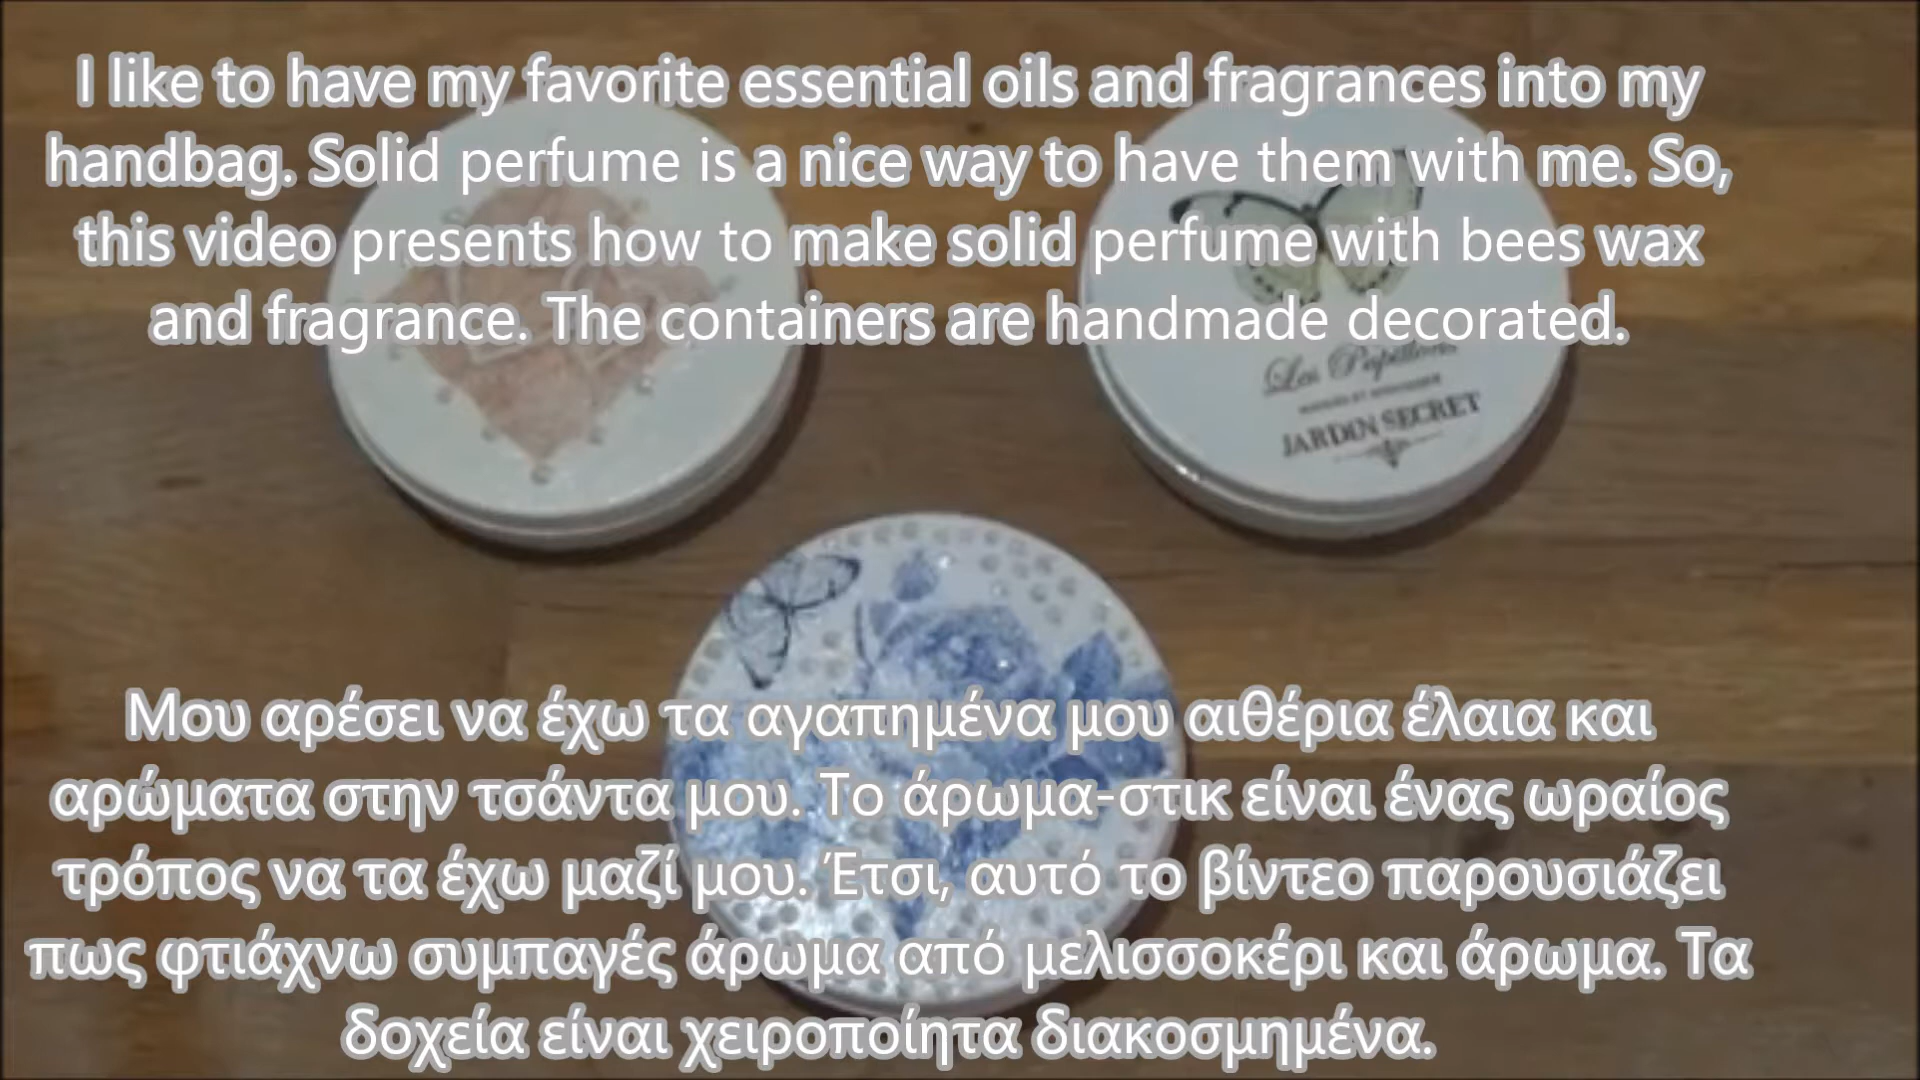 I like to have my favorite essential oils and fragrances into my
handbag. Solid perfume is a nice way to have them with me. So,
this video presents how to make solid perfume with bees wax
and fragrance. The containers are handmade decorated.
Les Papillons
JARDIN SECRET
Μου αρέσει να έχω τα αγαπημένα μου αιθέρια έλαια και
αρώματα στην τσάντα μου. Το άρωμα-στικ είναι ένας ωραίος
τρόπος να τα έχω μαζί μου. Έτσι, αυτό το βίντεο παρουσιάζει
πως φτιάχνω συμπαγές άρωμα από μελισσοκέρι και άρωμα. Τα
δοχεία είναι χειροποίητα διακοσμημένα.